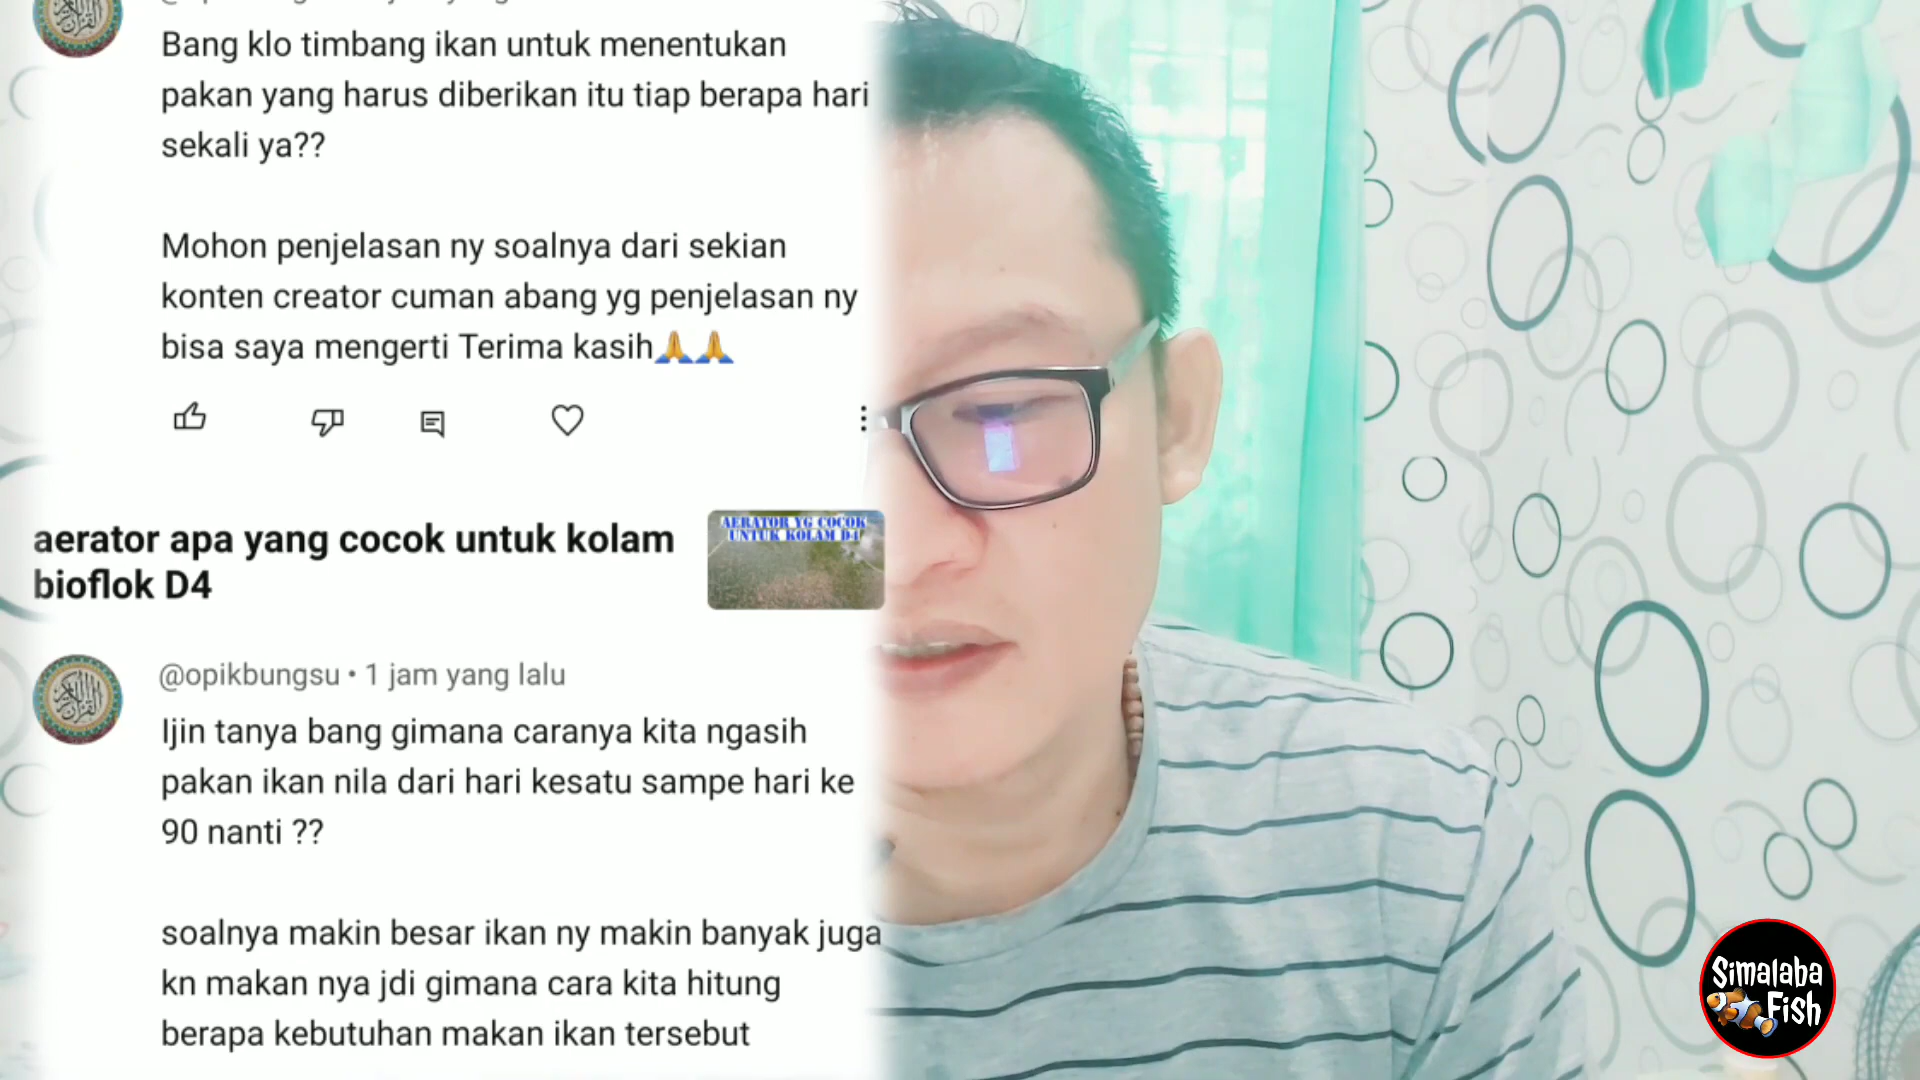 Bang klo timbang ikan untuk menentukan
pakan yang harus diberikan itu tiap berapa hari
sekali ya??
Mohon penjelasan ny soalnya dari sekian
konten creator cuman abang yg penjelasan ny
bisa saya mengerti Terima kasih🙏🙏
aerator apa yang cocok untuk kolam
bioflok D4
AERATOR YG COCOK
UNTUK KOLAM D4
@opikbungsu • 1 jam yang lalu
Ijin tanya bang gimana caranya kita ngasih
pakan ikan nila dari hari kesatu sampe hari ke
90 nanti ??
soalnya makin besar ikan ny makin banyak juga
kn makan nya jdi gimana cara kita hitung
berapa kebutuhan makan ikan tersebut
Simalaba
Fish